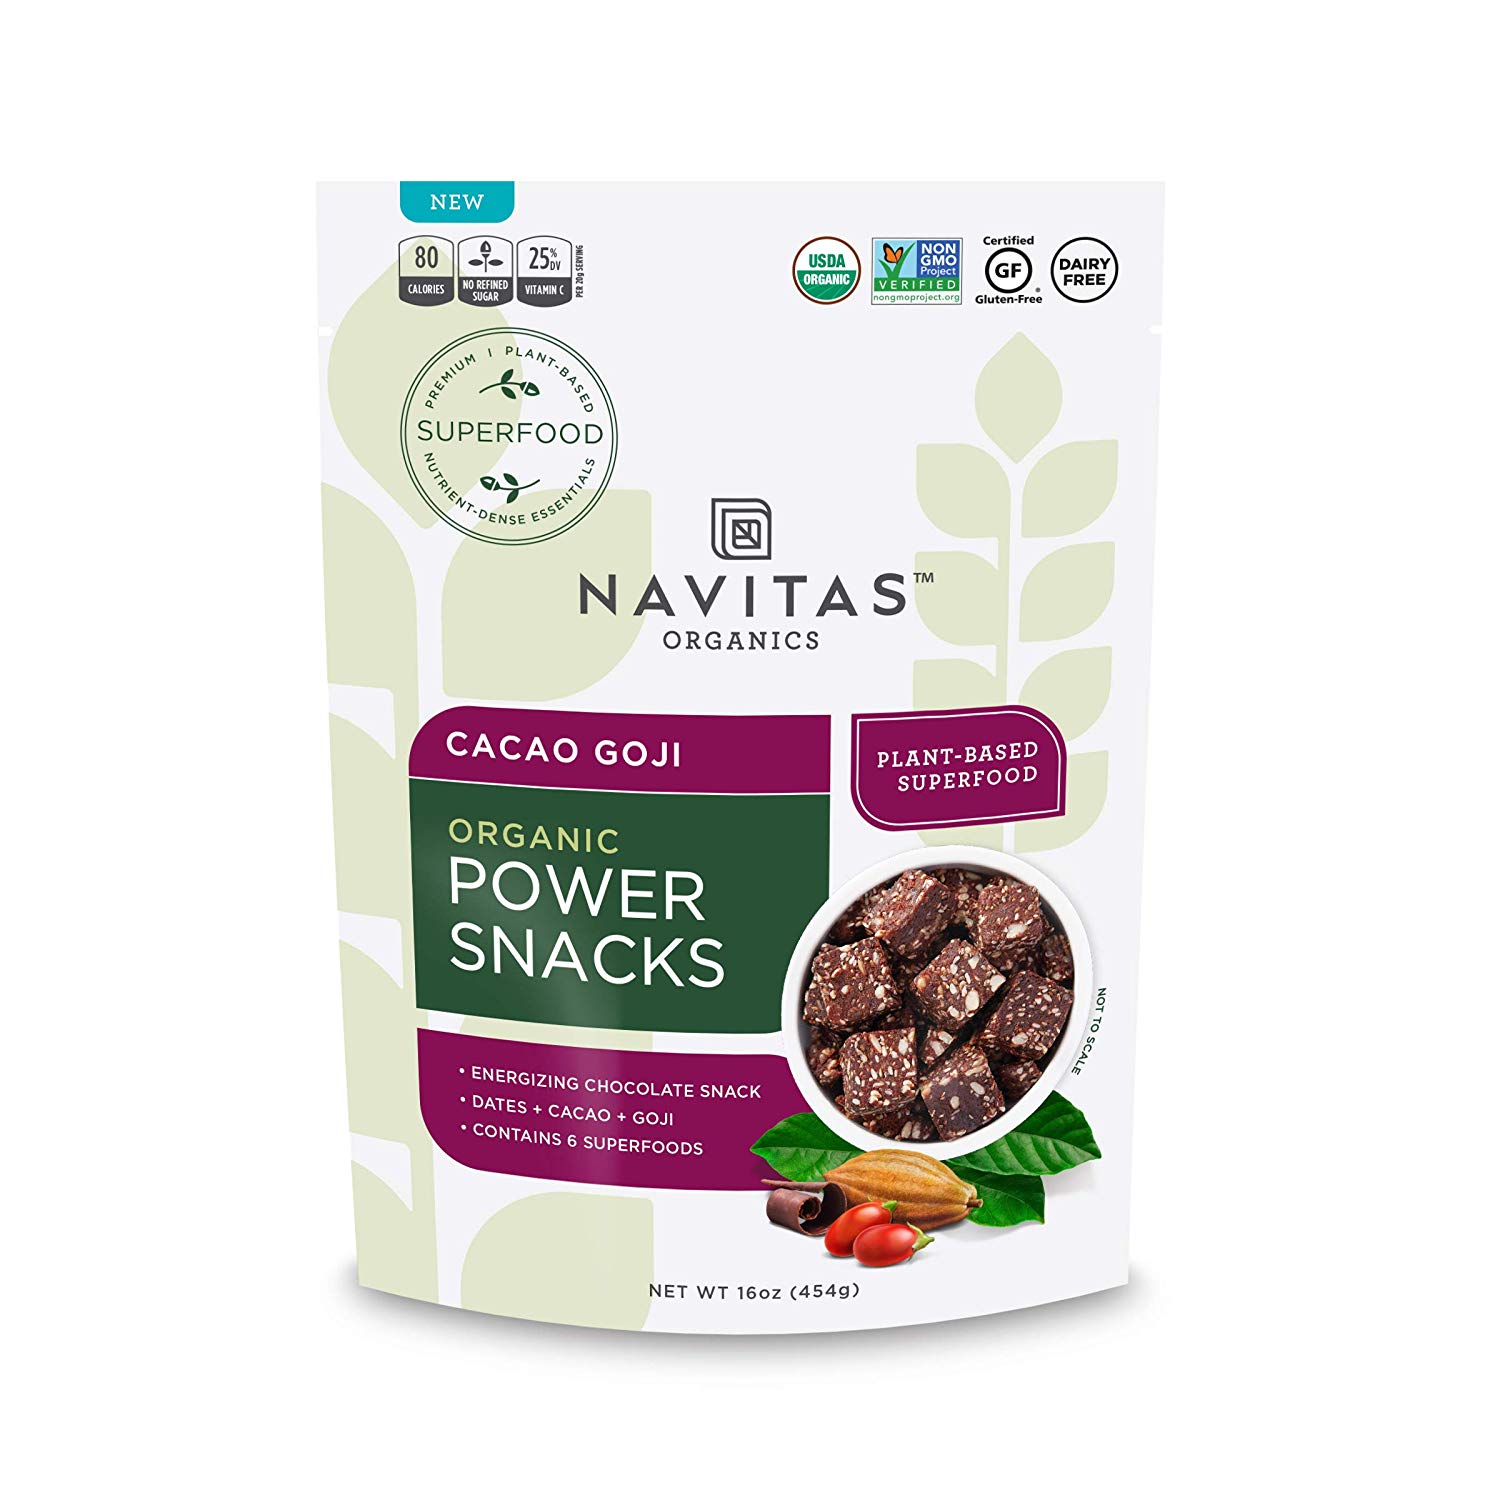 NEW
80
CALORIES
NO REFINED
SUGAR
25%
DV
VITAMIN C
PER 20g SERVING
USDA
ORGANIC
NON
GMO
Project
VERIFIED
nongmoproject.org
Certified
GF
Gluten-Free
DAIRY
FREE
PREMIUM | PLANT-BASED
SUPERFOOD
NUTRIENT-DENSE ESSENTIALS
NAVITAS™
ORGANICS
CACAO GOJI
PLANT-BASED
SUPERFOOD
ORGANIC
POWER
SNACKS
• ENERGIZING CHOCOLATE SNACK
• DATES + CACAO + GOJI
• CONTAINS 6 SUPERFOODS
NOT TO SCALE
NET WT 16oz (454g)